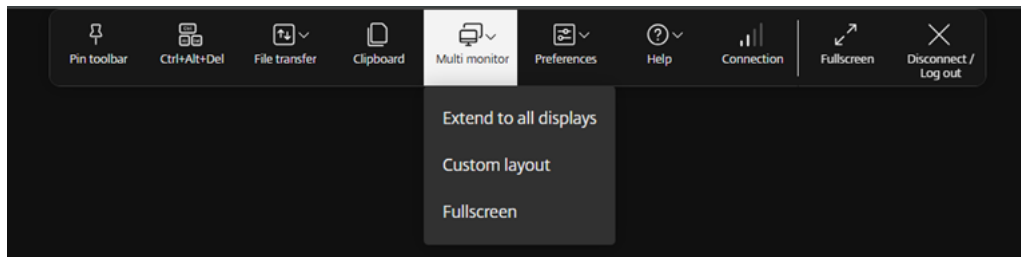 Pin toolbar
Ctrl+Alt+Del
File transfer
Clipboard
Multi monitor
Preferences
Help
Connection
Fullscreen
Disconnect /
Log out
Extend to all displays
Custom layout
Fullscreen